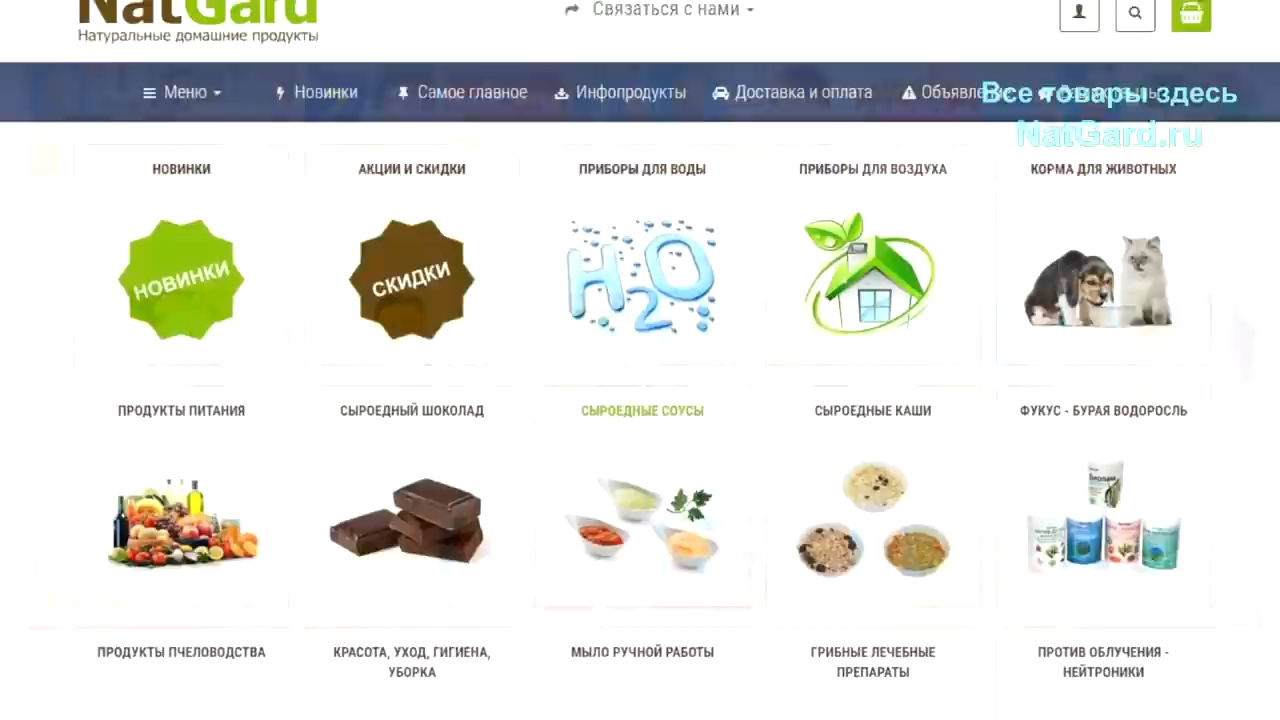 NatGard
Натуральные домашние продукты
Связаться с нами
Меню
Новинки
Самое главное
Инфопродукты
Доставка и оплата
Все товары здесь
NatGard.ru
НОВИНКИ
АКЦИИ И СКИДКИ
ПРИБОРЫ ДЛЯ ВОДЫ
ПРИБОРЫ ДЛЯ ВОЗДУХА
КОРМА ДЛЯ ЖИВОТНЫХ
НОВИНКИ
СКИДКИ
H2O
ПРОДУКТЫ ПИТАНИЯ
СЫРОЕДНЫЙ ШОКОЛАД
СЫРОЕДНЫЕ СОУСЫ
СЫРОЕДНЫЕ КАШИ
ФУКУС - БУРАЯ ВОДОРОСЛЬ
ПРОДУКТЫ ПЧЕЛОВОДСТВА
КРАСОТА, УХОД, ГИГИЕНА,
УБОРКА
МЫЛО РУЧНОЙ РАБОТЫ
ГРИБНЫЕ ЛЕЧЕБНЫЕ
ПРЕПАРАТЫ
ПРОТИВ ОБЛУЧЕНИЯ -
НЕЙТРОНИКИ